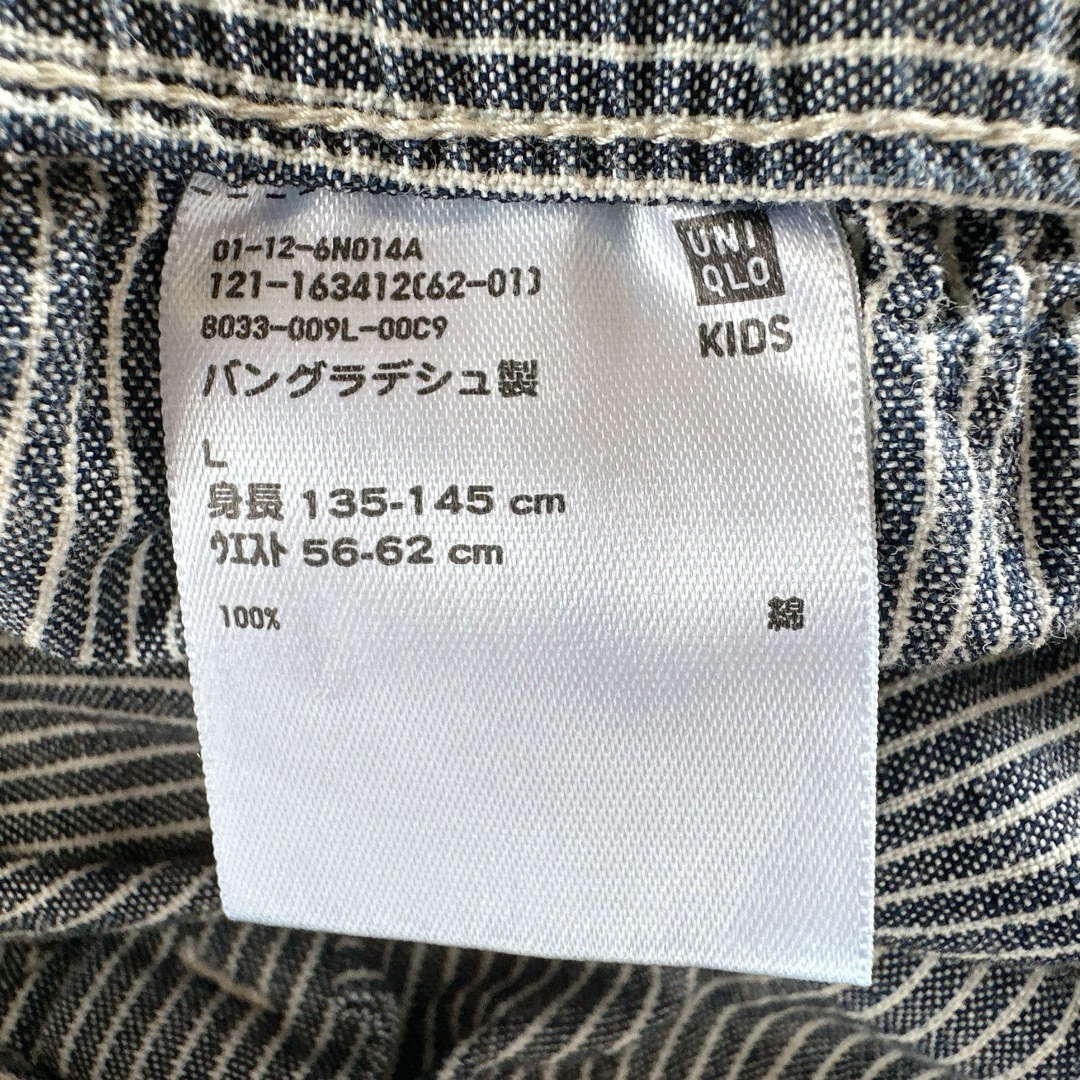 01-12-6N014A
121-163412(62-01)
8033-009L-00C9
バングラデシュ製
L
身長 135-145 cm
ウエスト 56-62 cm
100% 綿
UNI
QLO
KIDS